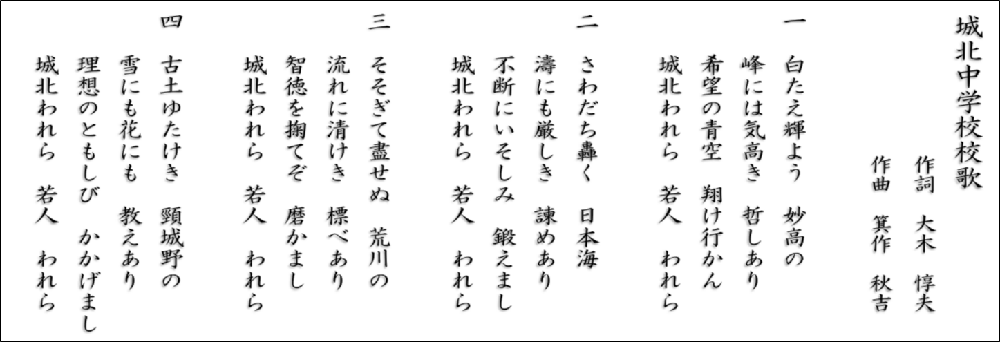 城北中学校校歌
作詞　大木　惇夫
作曲　箕作　秋吉
一　白たえ輝よう　妙高の
峰には気高き　哲しあり
希望の青空　翔け行かん
城北われら　若人　われら
二　さわだち轟く　日本海
濤にも厳しき　諫めあり
不断にいそしみ　鍛えまし
城北われら　若人　われら
三　そそぎて盡せぬ　荒川の
流れに清けき　標べあり
智徳を掬てぞ　磨かまし
城北われら　若人　われら
四　古土ゆたけき　頸城野の
雪にも花にも　教えあり
理想のともしび　かかげまし
城北われら　若人　われら